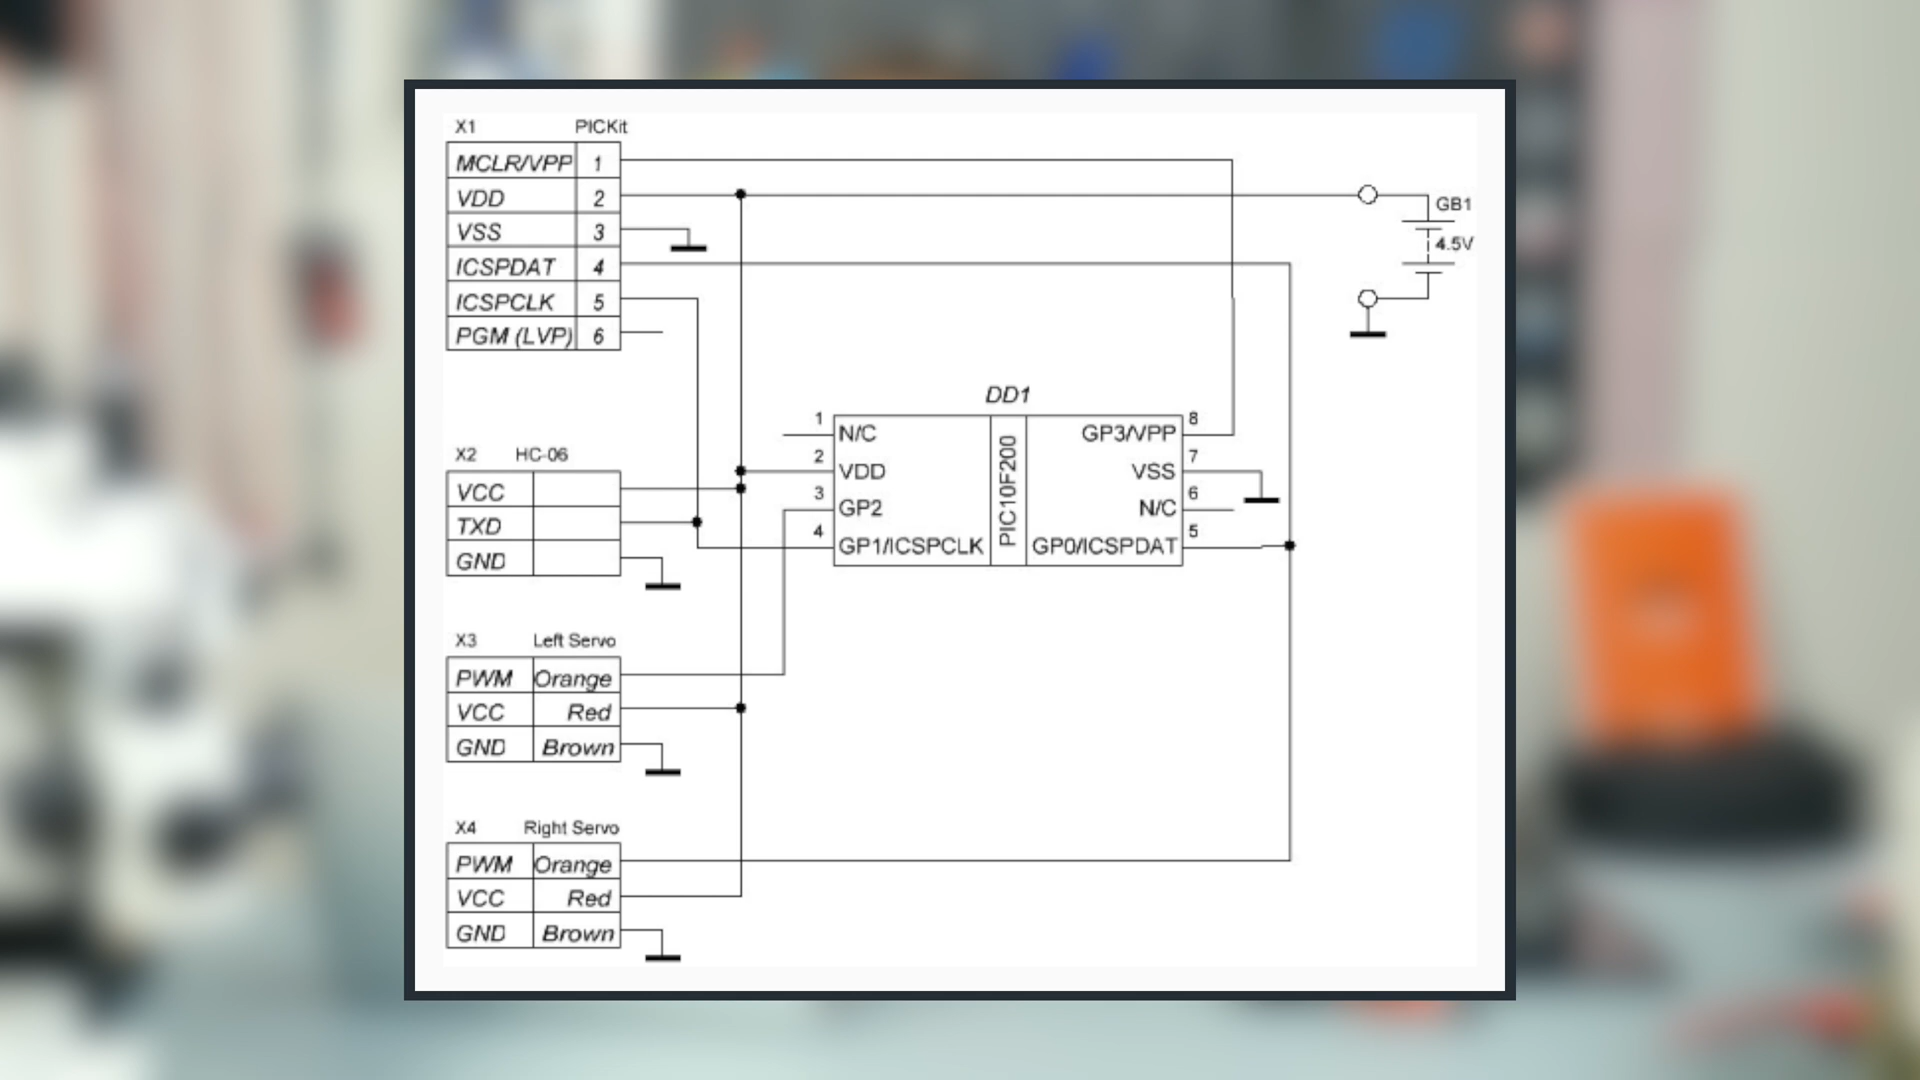 X1 PICKit
MCLR/VPP 1
VDD 2
VSS 3
ICSPDAT 4
ICSPCLK 5
PGM (LVP) 6
GB1
4.5V
DD1
1 N/C
2 VDD
3 GP2
4 GP1/ICSPCLK
PIC10F200
GP3/VPP 8
VSS 7
N/C 6
GP0/ICSPDAT 5
X2 HC-06
VCC
TXD
GND
X3 Left Servo
PWM Orange
VCC Red
GND Brown
X4 Right Servo
PWM Orange
VCC Red
GND Brown